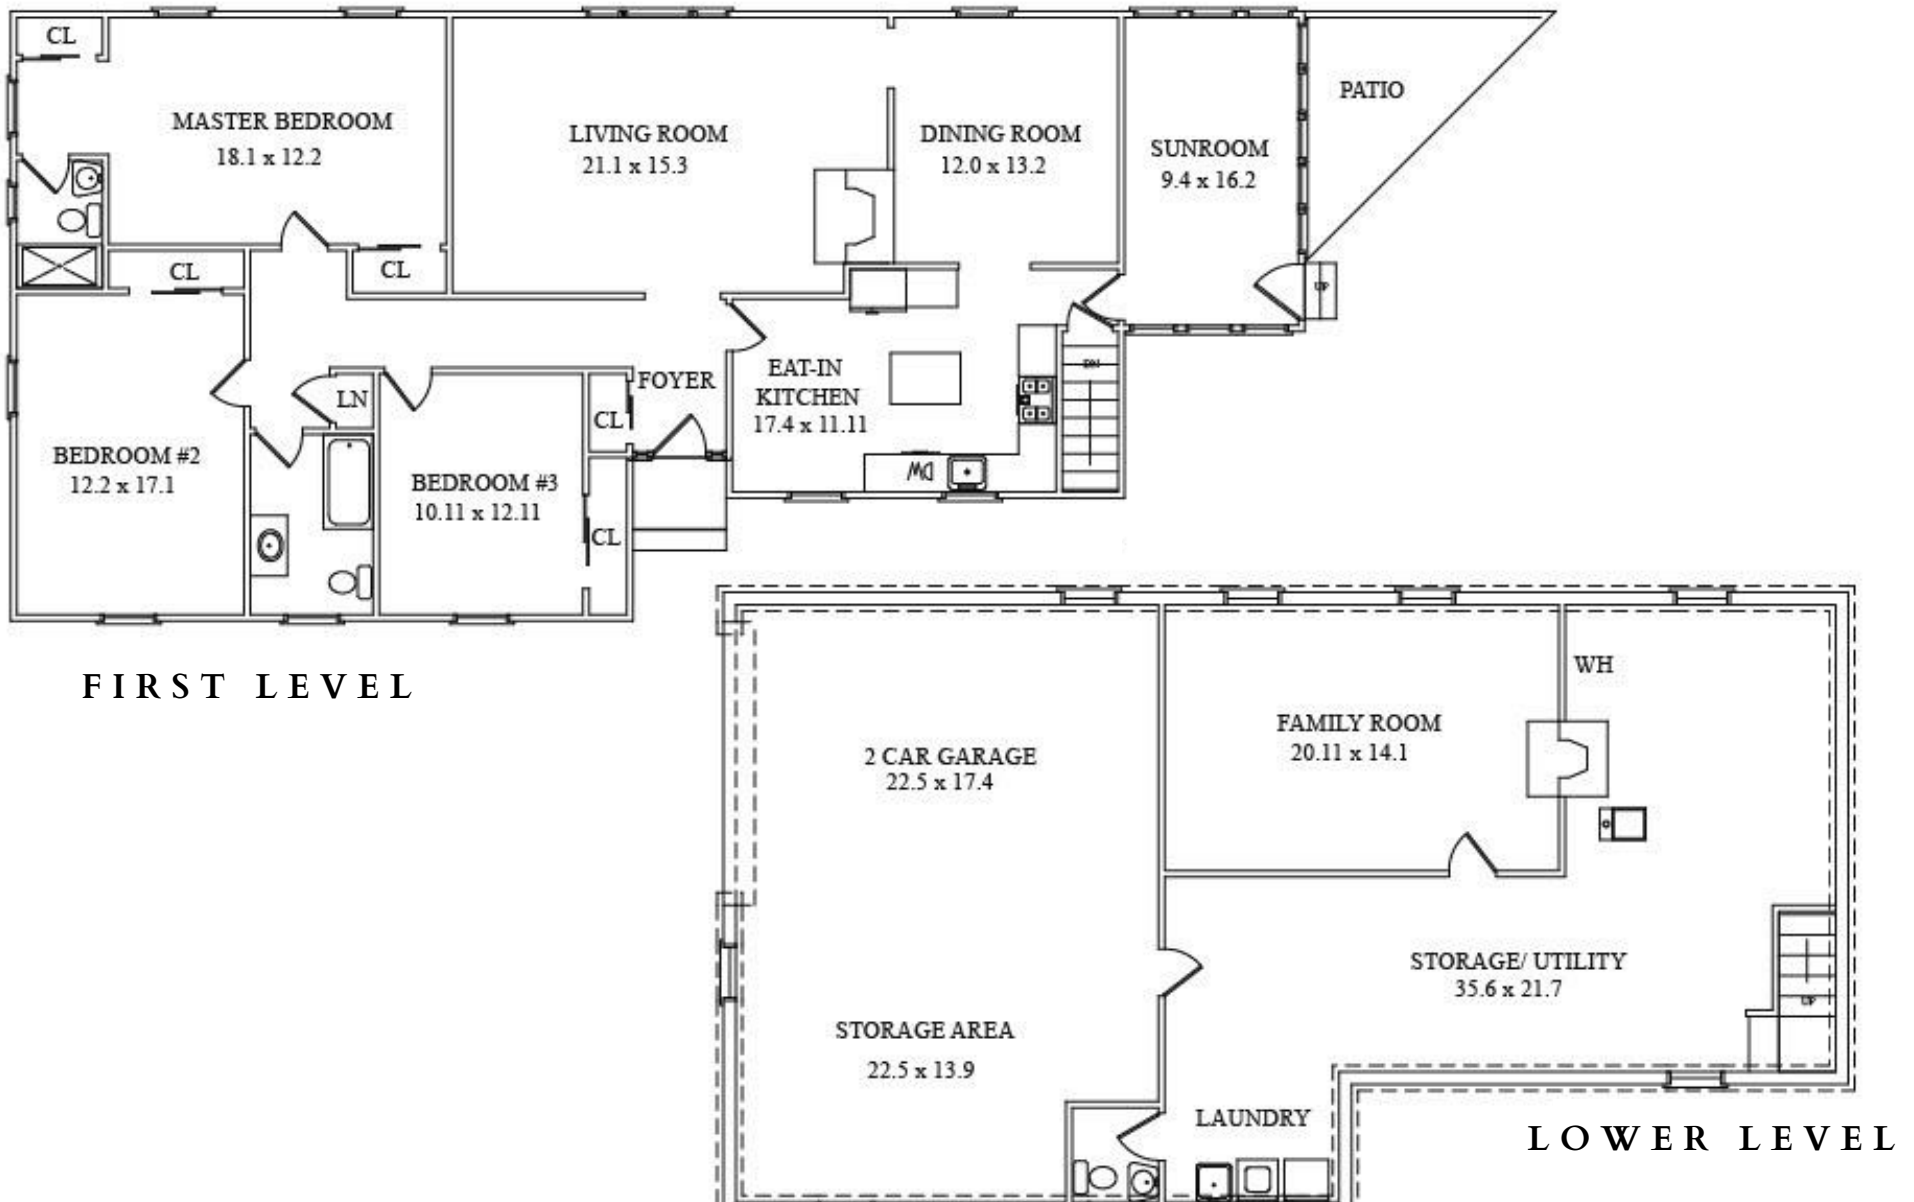 CL
MASTER BEDROOM
18.1 x 12.2
LIVING ROOM
21.1 x 15.3
DINING ROOM
12.0 x 13.2
SUNROOM
9.4 x 16.2
PATIO
CL
CL
UP
BEDROOM #2
12.2 x 17.1
LN
BEDROOM #3
10.11 x 12.11
CL
CL
FOYER
EAT-IN
KITCHEN
17.4 x 11.11
DW
DN
FIRST LEVEL
2 CAR GARAGE
22.5 x 17.4
FAMILY ROOM
20.11 x 14.1
WH
STORAGE/ UTILITY
35.6 x 21.7
UP
STORAGE AREA
22.5 x 13.9
LAUNDRY
LOWER LEVEL